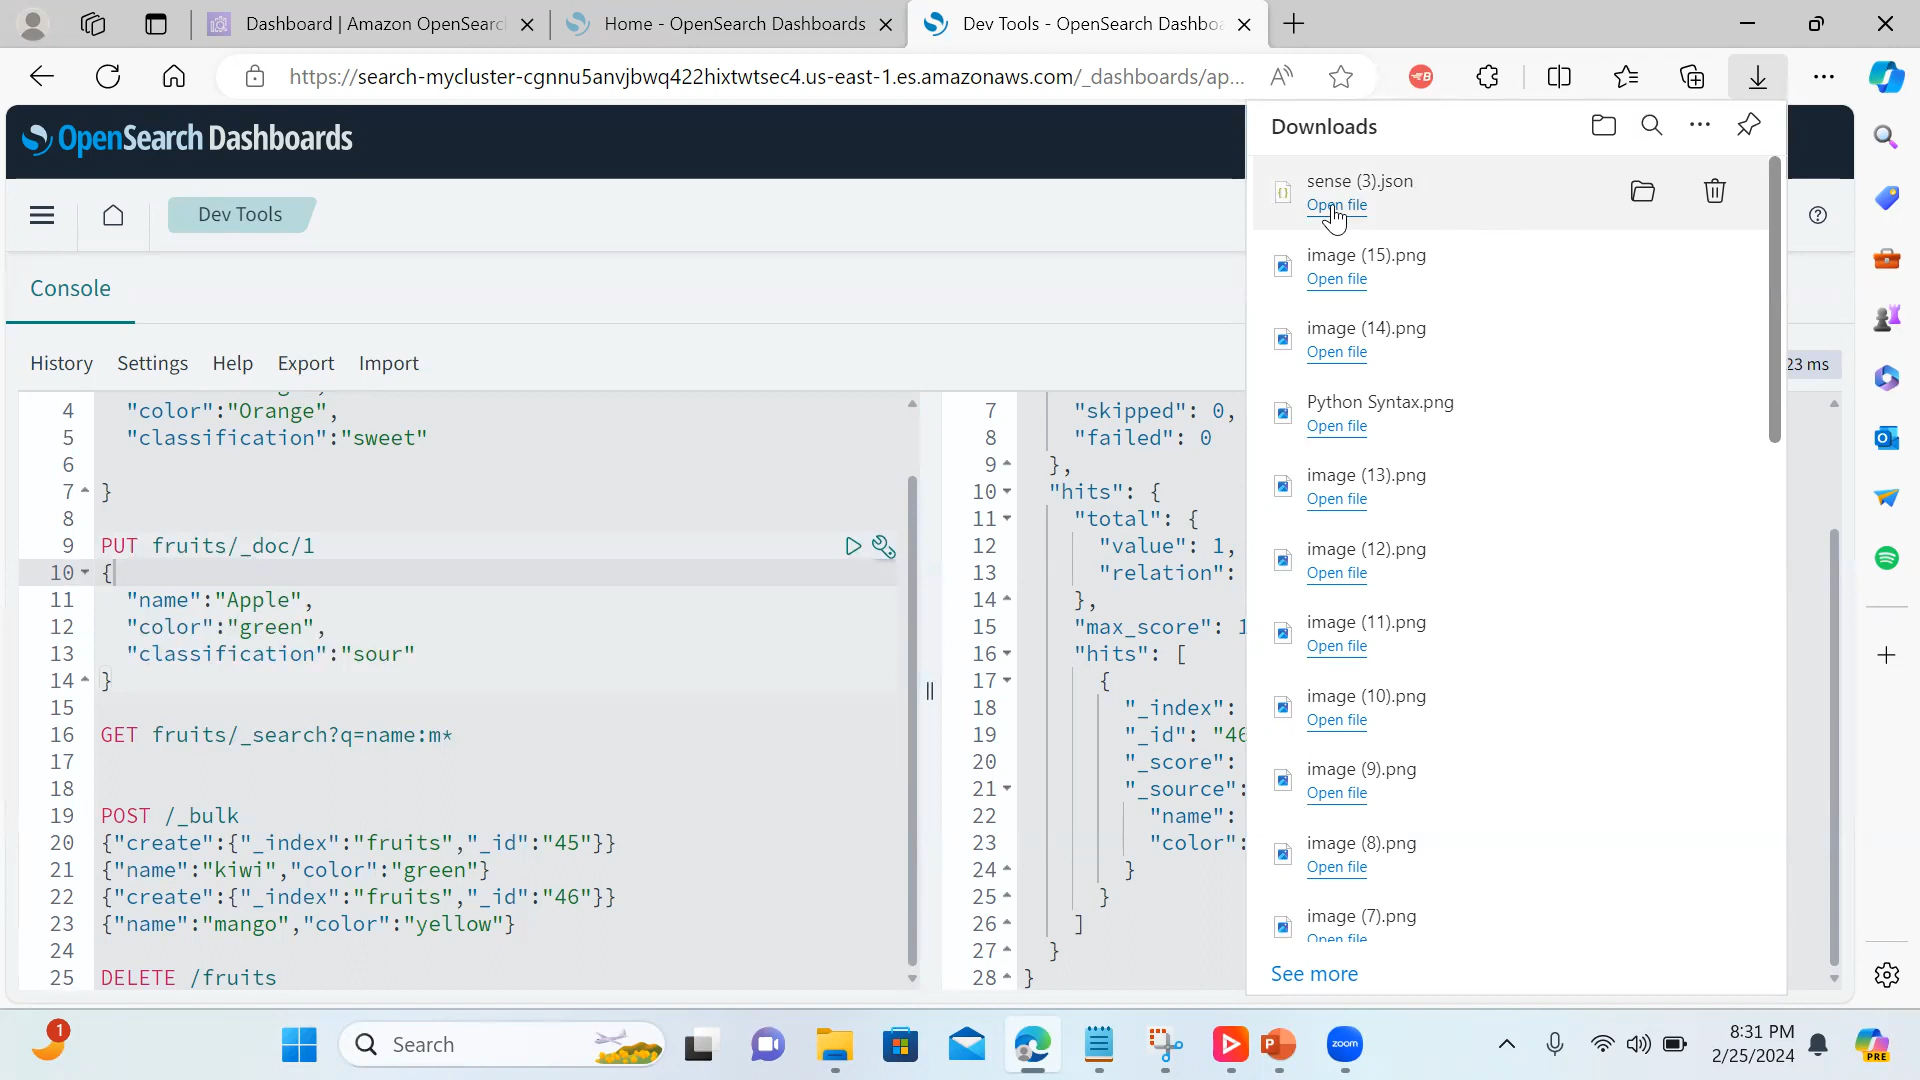 Dashboard | Amazon OpenSearc
Home - OpenSearch Dashboards
Dev Tools - OpenSearch Dashboa
https://search-mycluster-cgnnu5anvjbwq422hixtwtsec4.us-east-1.es.amazonaws.com/_dashboards/ap...
OpenSearch Dashboards
Dev Tools
Console
History Settings Help Export Import
23 ms
4 "color":"Orange",
5 "classification":"sweet"
6
7 }
8
9 PUT fruits/_doc/1
10 {
11 "name":"Apple",
12 "color":"green",
13 "classification":"sour"
14 }
15
16 GET fruits/_search?q=name:m*
17
18
19 POST /_bulk
20 {"create":{"_index":"fruits","_id":"45"}}
21 {"name":"kiwi","color":"green"}
22 {"create":{"_index":"fruits","_id":"46"}}
23 {"name":"mango","color":"yellow"}
24
25 DELETE /fruits
7 "skipped": 0,
8 "failed": 0
9 },
10 "hits": {
11 "total": {
12 "value": 1,
13 "relation":
14 },
15 "max_score": 1
16 "hits": [
17 {
18 "_index":
19 "_id": "46
20 "_score":
21 "_source":
22 "name":
23 "color":
24 }
25 }
26 ]
27 }
28 }
Downloads
sense (3).json
Open file
image (15).png
Open file
image (14).png
Open file
Python Syntax.png
Open file
image (13).png
Open file
image (12).png
Open file
image (11).png
Open file
image (10).png
Open file
image (9).png
Open file
image (8).png
Open file
image (7).png
Open file
See more
1
Search
zoom
8:31 PM
2/25/2024
PRE